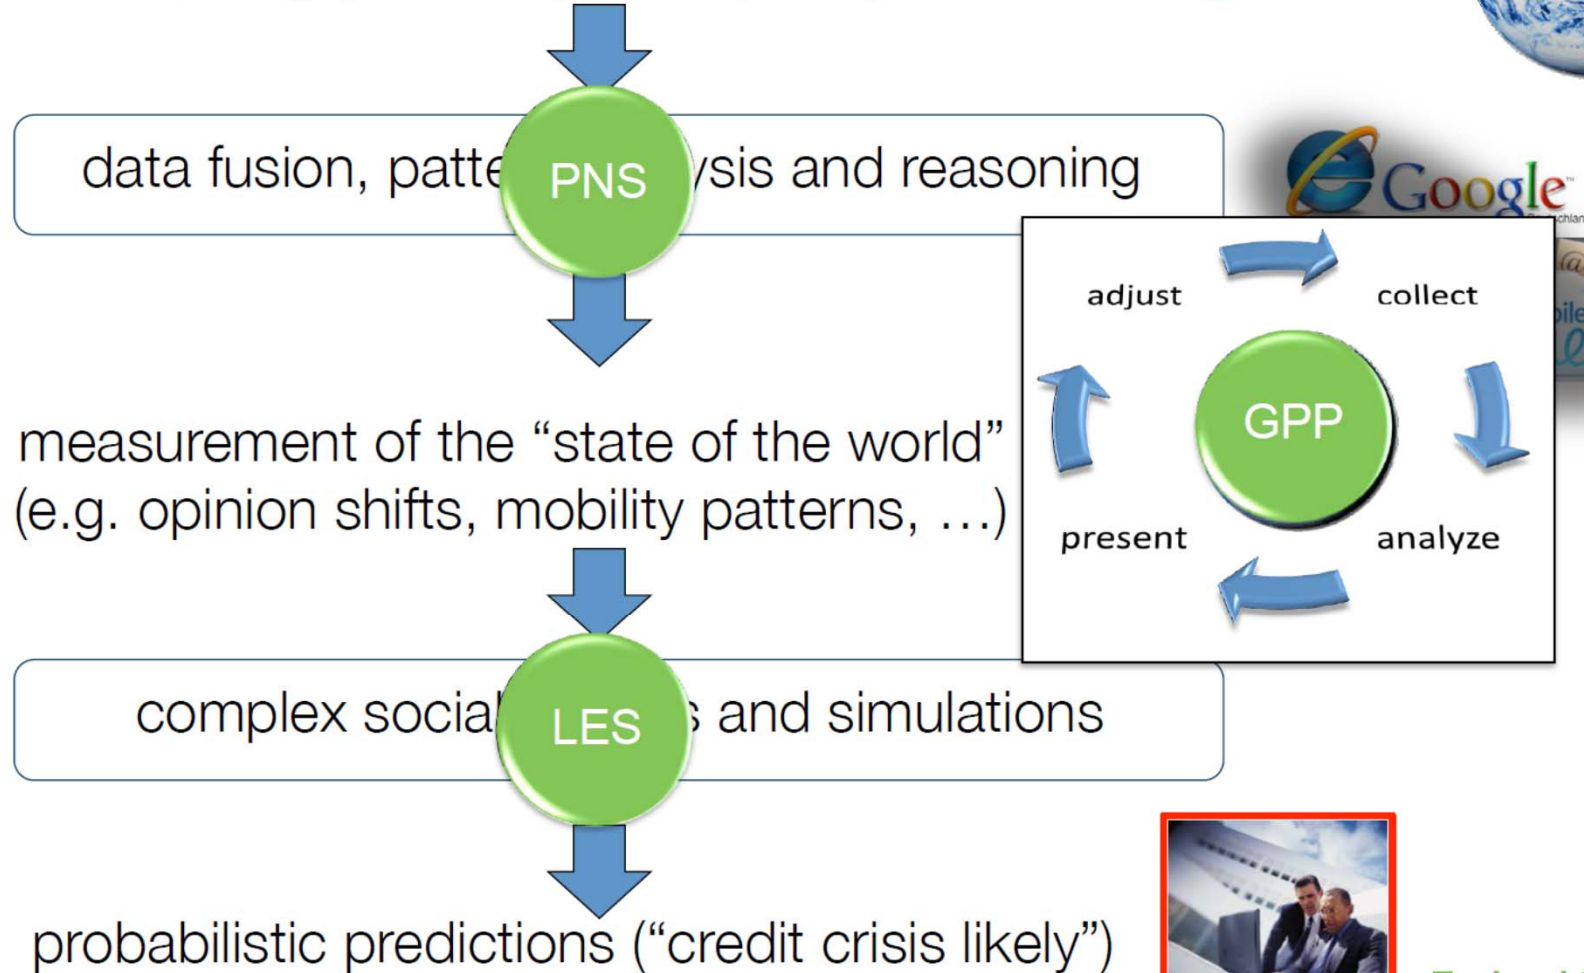 data fusion, patte PNS ysis and reasoning
Google
adjust
collect
GPP
present
analyze
measurement of the “state of the world”
(e.g. opinion shifts, mobility patterns, …)
complex social LES s and simulations
probabilistic predictions (“credit crisis likely”)